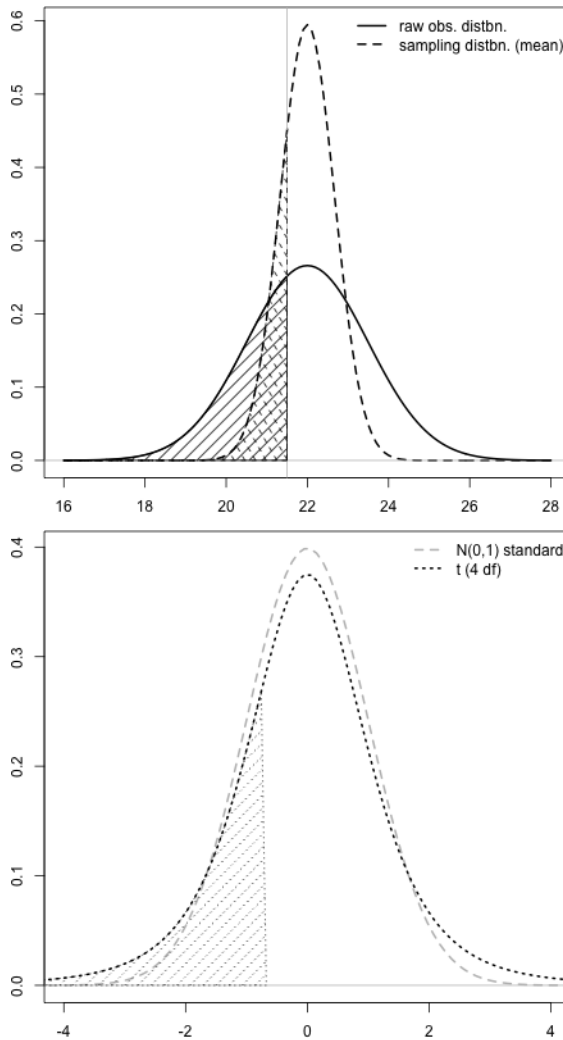 raw obs. distbn.
sampling distbn. (mean)
0.6
0.5
0.4
0.3
0.2
0.1
0.0
16 18 20 22 24 26 28
N(0,1) standard
t (4 df)
0.4
0.3
0.2
0.1
0.0
-4 -2 0 2 4